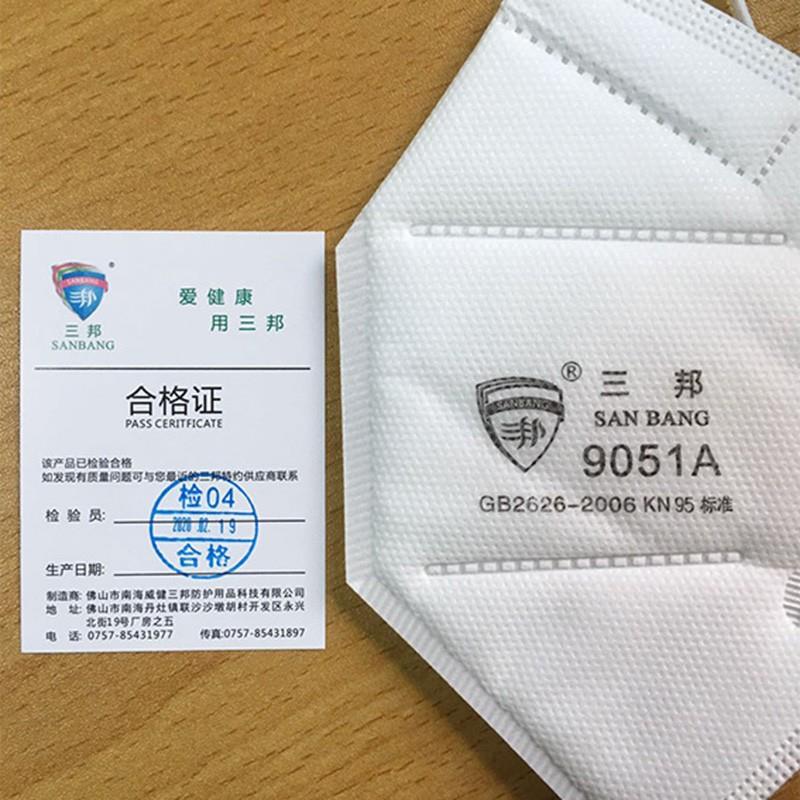 SANBANG
®
三邦
SANBANG
爱健康
用三邦
合格证
PASS CERITFICATE
该产品已检验合格
如发现有质量问题可与您最近的三邦特约供应商联系
检验员:
检04
2020.02.19
合格
生产日期:
制造商: 佛山市南海威健三邦防护用品科技有限公司
地 址: 佛山市南海丹灶镇联沙沙墩胡村开发区永兴
北街19号厂房之五
电 话: 0757-85431977 传真:0757-85431897
SANBANG
® 三邦
SAN BANG
9051A
GB2626-2006 KN95 标准